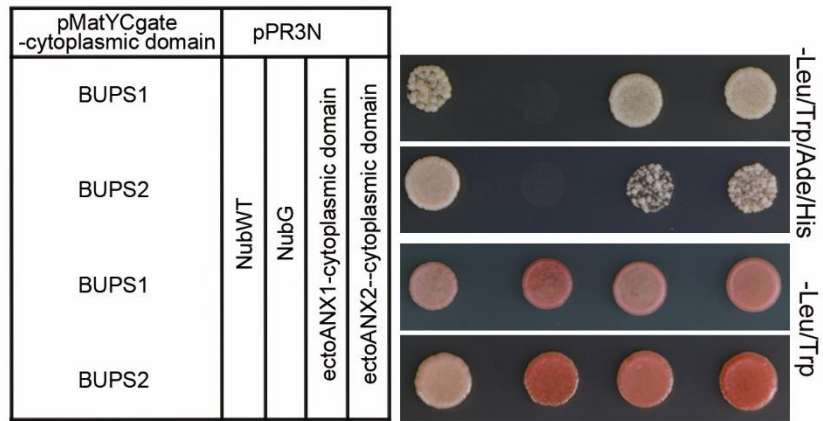 pMatYCgate
-cytoplasmic domain
pPR3N
BUPS1
BUPS2
BUPS1
BUPS2
NubWT
NubG
ectoANX1-cytoplasmic domain
ectoANX2--cytoplasmic domain
-Leu/Trp/Ade/His
-Leu/Trp